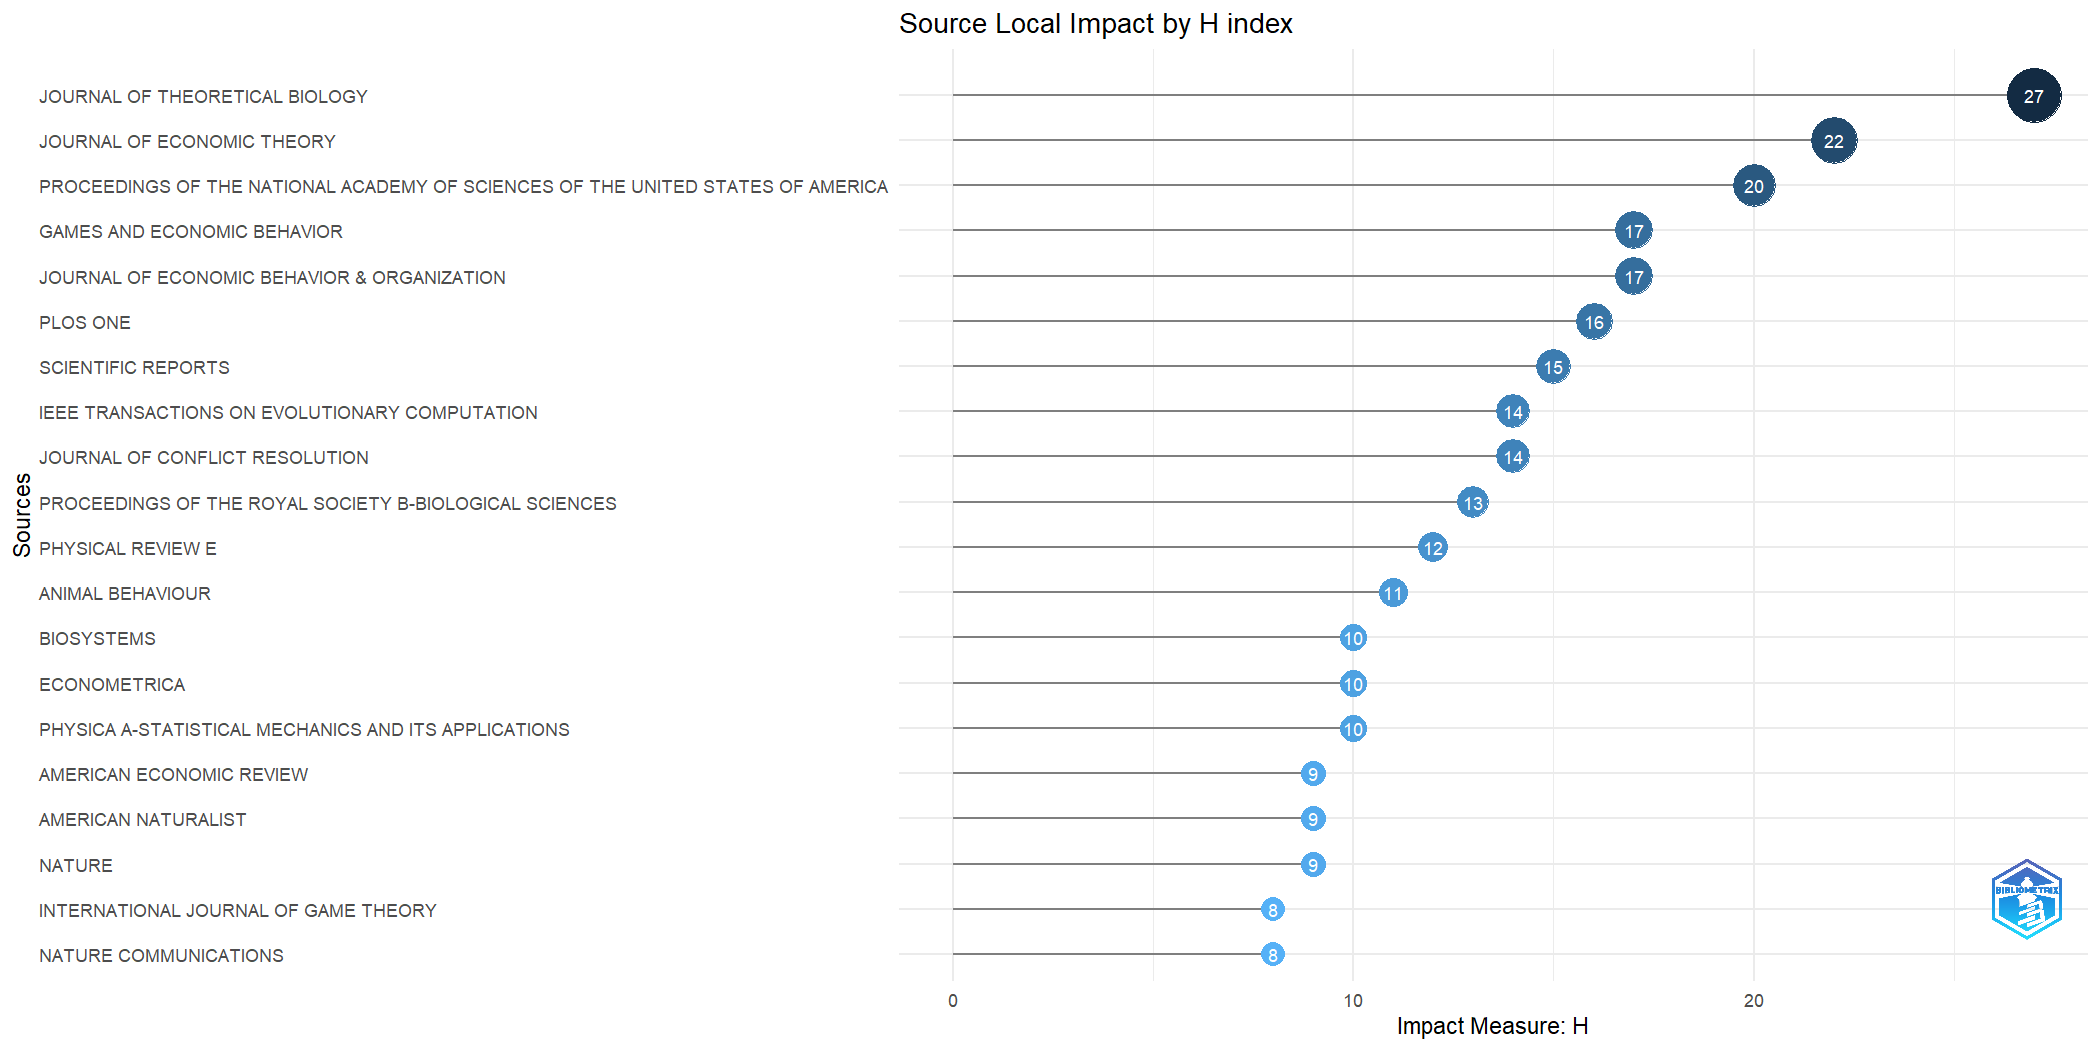 Source Local Impact by H index
JOURNAL OF THEORETICAL BIOLOGY 27
JOURNAL OF ECONOMIC THEORY 22
PROCEEDINGS OF THE NATIONAL ACADEMY OF SCIENCES OF THE UNITED STATES OF AMERICA 20
GAMES AND ECONOMIC BEHAVIOR 17
JOURNAL OF ECONOMIC BEHAVIOR & ORGANIZATION 17
PLOS ONE 16
SCIENTIFIC REPORTS 15
IEEE TRANSACTIONS ON EVOLUTIONARY COMPUTATION 14
JOURNAL OF CONFLICT RESOLUTION 14
Sources
PROCEEDINGS OF THE ROYAL SOCIETY B-BIOLOGICAL SCIENCES 13
PHYSICAL REVIEW E 12
ANIMAL BEHAVIOUR 11
BIOSYSTEMS 10
ECONOMETRICA 10
PHYSICA A-STATISTICAL MECHANICS AND ITS APPLICATIONS 10
AMERICAN ECONOMIC REVIEW 9
AMERICAN NATURALIST 9
NATURE 9
BIBLIOMETRIX
INTERNATIONAL JOURNAL OF GAME THEORY 8
NATURE COMMUNICATIONS 8
0 10 20
Impact Measure: H